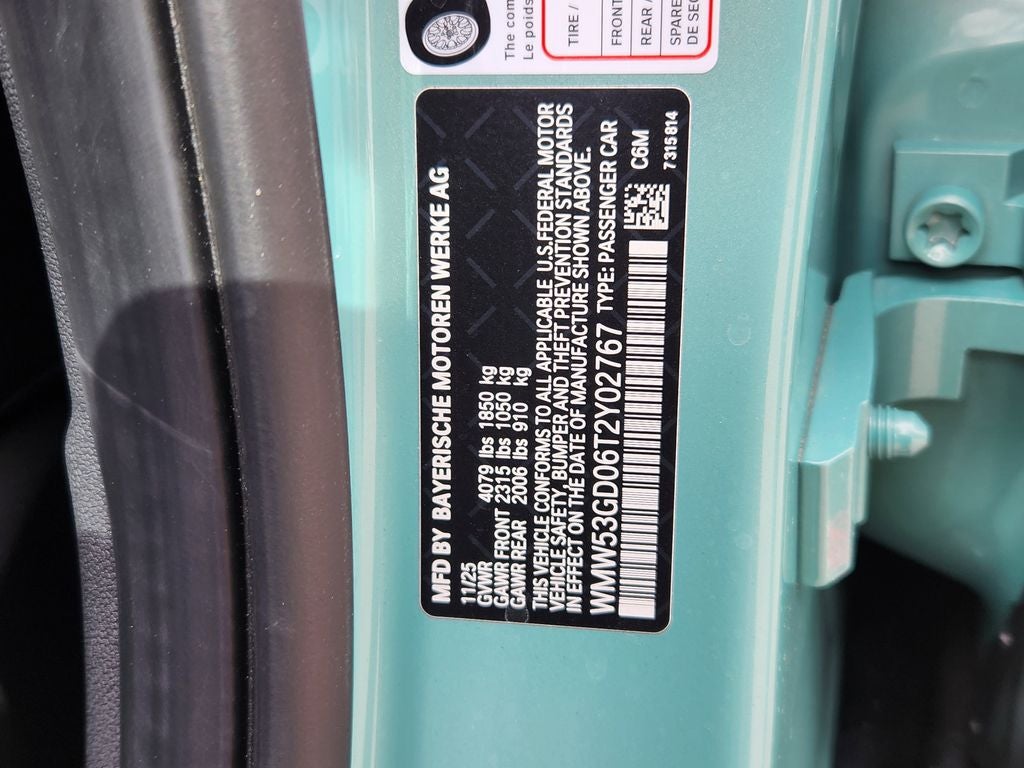 The com
Le poids
TIRE /
FRONT
REAR /
SPARE
DE SEC
MFD BY BAYERISCHE MOTOREN WERKE AG
11/25
GVWR 4079 lbs 1850 kg
GAWR FRONT 2315 lbs 1050 kg
GAWR REAR 2006 lbs 910 kg
THIS VEHICLE CONFORMS TO ALL APPLICABLE U.S. FEDERAL MOTOR
VEHICLE SAFETY, BUMPER AND THEFT PREVENTION STANDARDS
IN EFFECT ON THE DATE OF MANUFACTURE SHOWN ABOVE.
WMW53GD06T2Y02767 TYPE: PASSENGER CAR
C6M
7 315 814